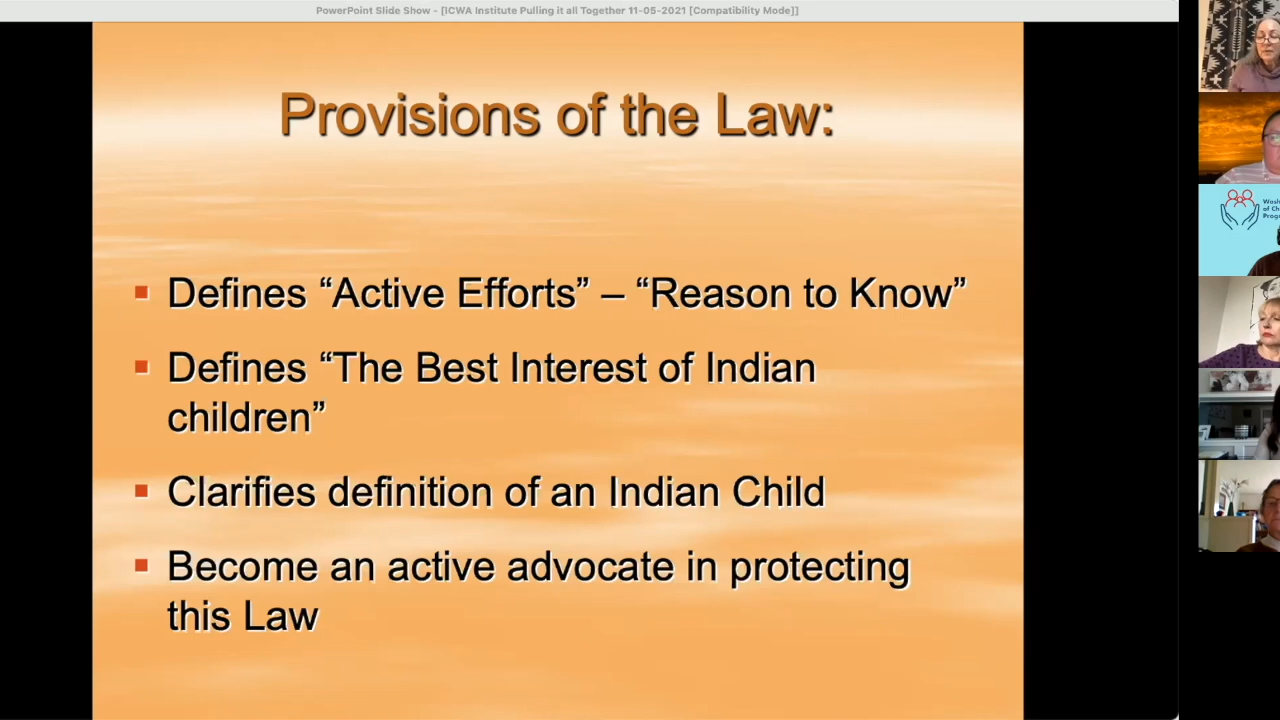 PowerPoint Slide Show - [ICWA Institute Pulling it all Together 11-05-2021 [Compatibility Mode]]
Provisions of the Law:
Defines “Active Efforts” – “Reason to Know”
Defines “The Best Interest of Indian
children”
Clarifies definition of an Indian Child
Become an active advocate in protecting
this Law
of Ch